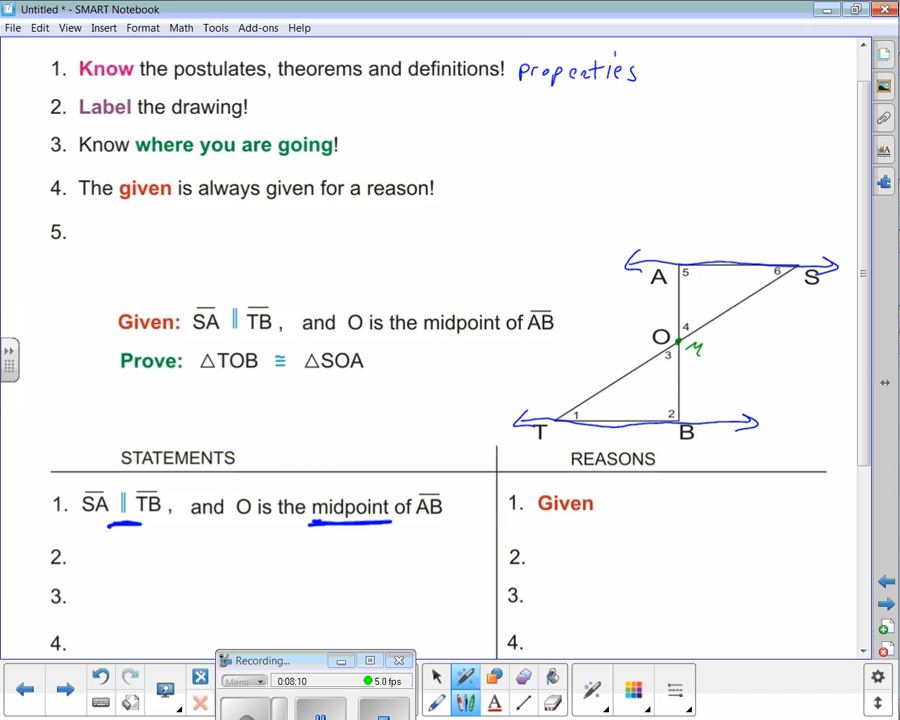 Untitled * - SMART Notebook
File Edit View Insert Format Math Tools Add-ons Help
1. Know the postulates, theorems and definitions! properties
2. Label the drawing!
3. Know where you are going!
4. The given is always given for a reason!
5.
A 5 6 S
Given: SA ∥ TB , and O is the midpoint of AB
O 4
3 M
Prove: △TOB ≅ △SOA
1 2
T B
STATEMENTS REASONS
1. SA ∥ TB , and O is the midpoint of AB 1. Given
2. 2.
3. 3.
4. 4.
Recording...
Menu 0:08:10 5.0 fps